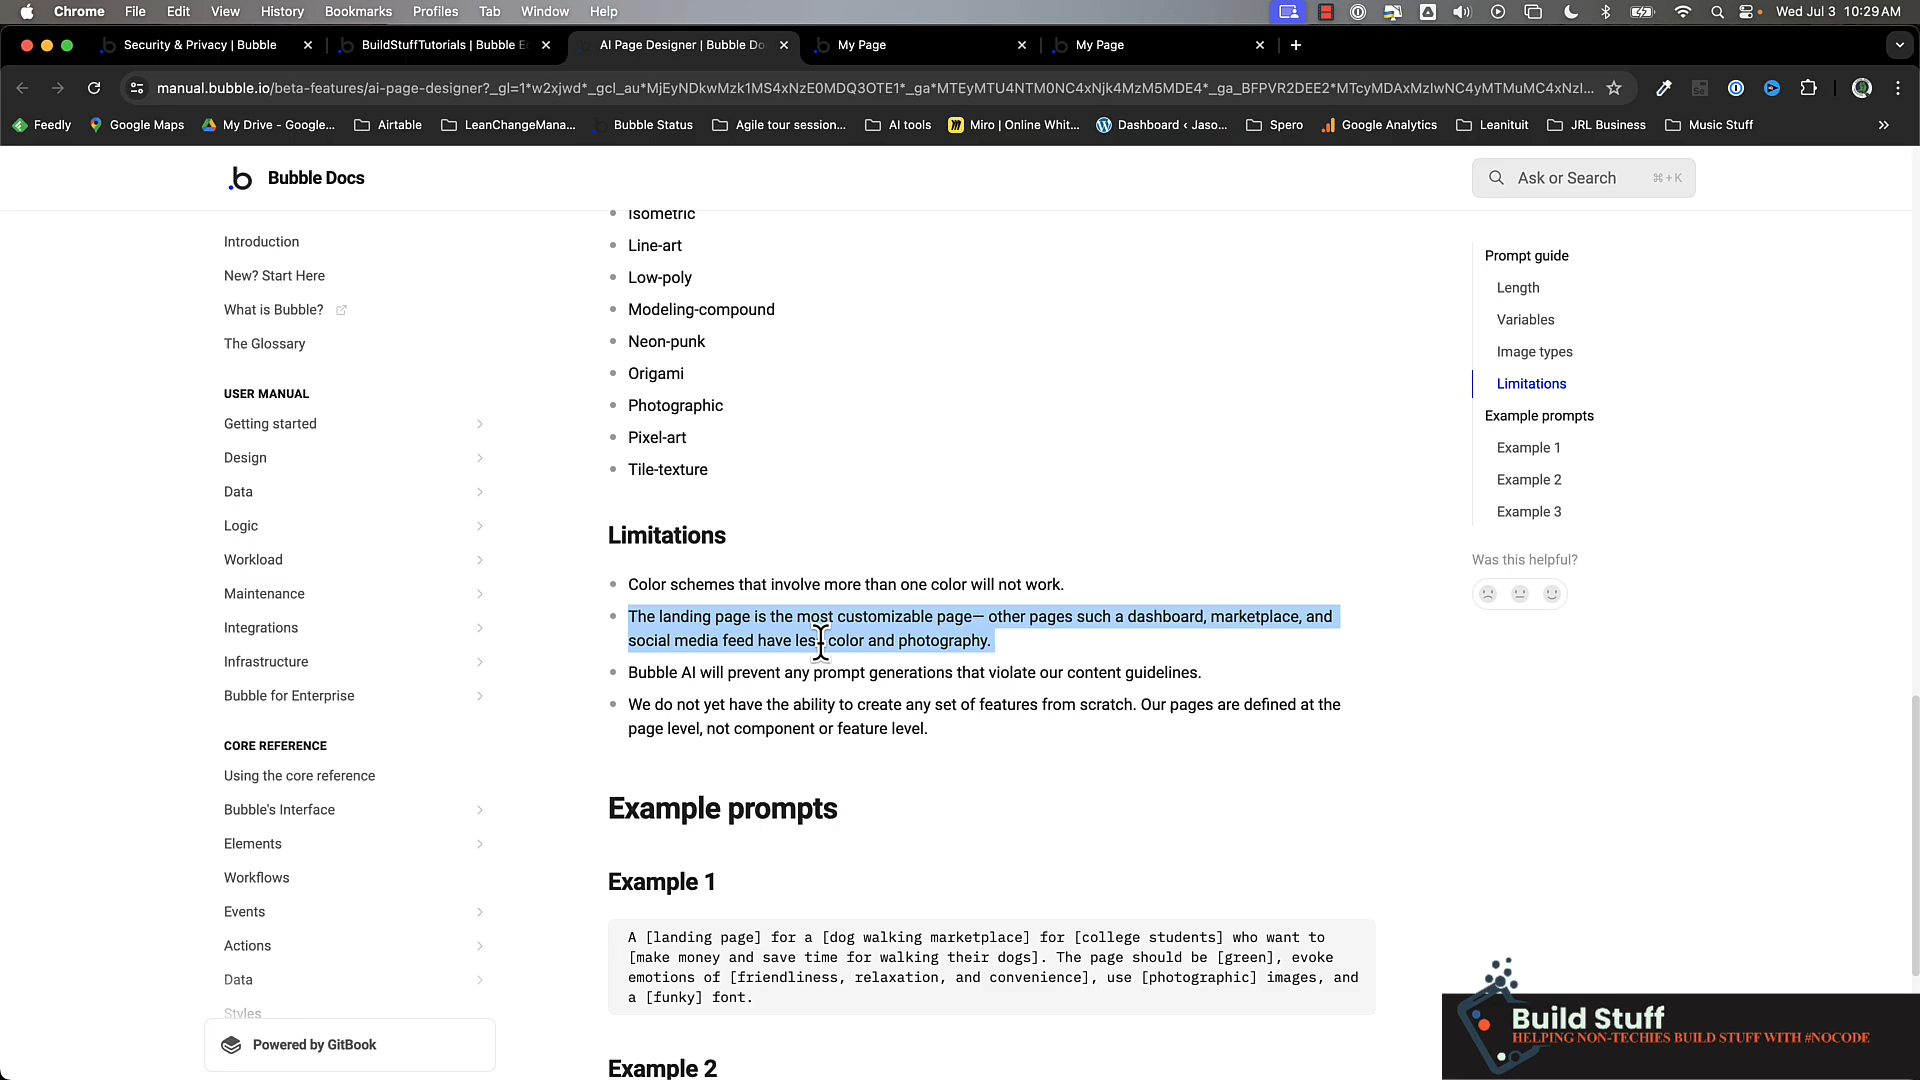 Chrome File Edit View History Bookmarks Profiles Tab Window Help Wed Jul 3 10:29 AM
Security & Privacy | Bubble BuildStuffTutorials | Bubble E AI Page Designer | Bubble Do My Page My Page
manual.bubble.io/beta-features/ai-page-designer?_gl=1*w2xjwd*_gcl_au*MjEyNDkwMzk1MS4xNzE0MDQ3OTE1*_ga*MTEyMTU4NTM0NC4xNjk4MzM5MDE4*_ga_BFPVR2DEE2*MTcyMDAxMzIwNC4yMTMuMC4xNzI...
Feedly Google Maps My Drive - Google... Airtable LeanChangeMana... Bubble Status Agile tour session... AI tools Miro | Online Whit... Dashboard ‹ Jaso... Spero Google Analytics Leanituit JRL Business Music Stuff
Bubble Docs
Ask or Search ⌘+K
Introduction
New? Start Here
What is Bubble?
The Glossary
USER MANUAL
Getting started
Design
Data
Logic
Workload
Maintenance
Integrations
Infrastructure
Bubble for Enterprise
CORE REFERENCE
Using the core reference
Bubble's Interface
Elements
Workflows
Events
Actions
Data
Styles
Powered by GitBook
Isometric
Line-art
Low-poly
Modeling-compound
Neon-punk
Origami
Photographic
Pixel-art
Tile-texture
Limitations
Color schemes that involve more than one color will not work.
The landing page is the most customizable page— other pages such a dashboard, marketplace, and
social media feed have less color and photography.
Bubble AI will prevent any prompt generations that violate our content guidelines.
We do not yet have the ability to create any set of features from scratch. Our pages are defined at the
page level, not component or feature level.
Example prompts
Example 1
A [landing page] for a [dog walking marketplace] for [college students] who want to
[make money and save time for walking their dogs]. The page should be [green], evoke
emotions of [friendliness, relaxation, and convenience], use [photographic] images, and
a [funky] font.
Example 2
Prompt guide
Length
Variables
Image types
Limitations
Example prompts
Example 1
Example 2
Example 3
Was this helpful?
Build Stuff
HELPING NON-TECHIES BUILD STUFF WITH #NOCODE